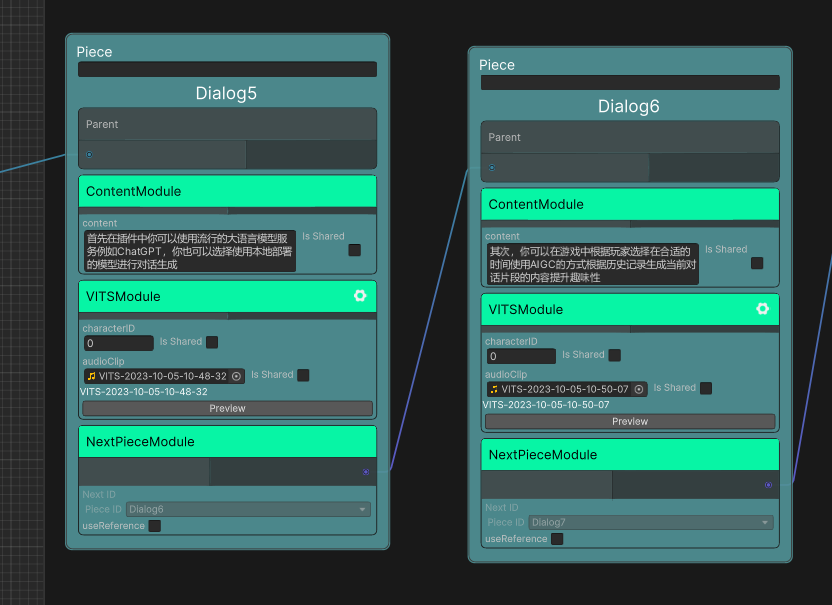 Piece
Dialog5
Parent
ContentModule
content
首先在插件中你可以使用流行的大语言模型服
务例如ChatGPT，你也可以选择使用本地部署
的模型进行对话生成
Is Shared
VITSModule
characterID
0
Is Shared
audioClip
VITS-2023-10-05-10-48-32
Is Shared
VITS-2023-10-05-10-48-32
Preview
NextPieceModule
Next ID
Piece ID
Dialog6
useReference
Piece
Dialog6
Parent
ContentModule
content
其次，你可以在游戏中根据玩家选择在合适的
时间使用AIGC的方式根据历史记录生成当前对
话片段的内容提升趣味性
Is Shared
VITSModule
characterID
0
Is Shared
audioClip
VITS-2023-10-05-10-50-07
Is Shared
VITS-2023-10-05-10-50-07
Preview
NextPieceModule
Next ID
Piece ID
Dialog7
useReference